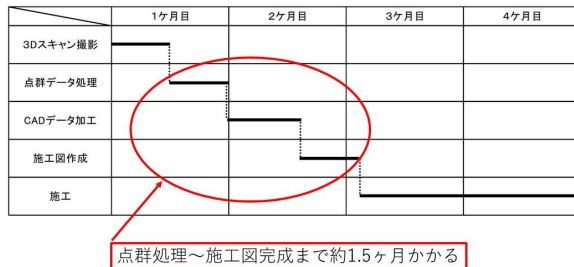 1ケ月目 2ケ月目 3ケ月目 4ケ月目
3Dスキャン撮影
点群データ処理
CADデータ加工
施工図作成
施工
点群処理～施工図完成まで約1.5ヶ月かかる